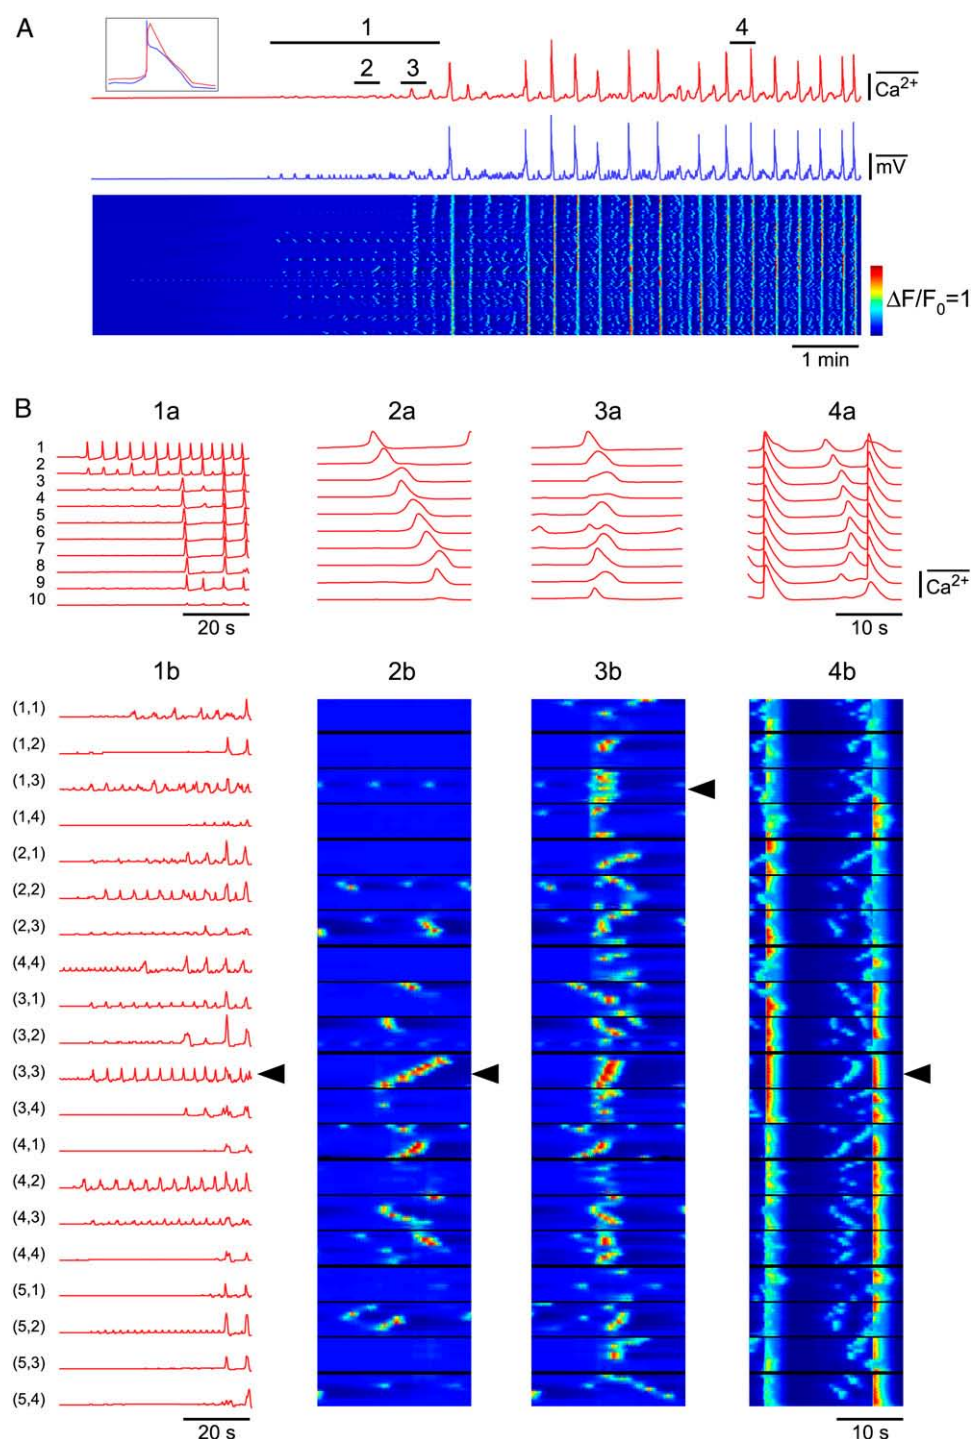 A
1
4
2
3
Ca2+
mV
ΔF/F0=1
1 min
B
1a
2a
3a
4a
1
2
3
4
5
6
7
8
9
10
Ca2+
20 s
10 s
1b
2b
3b
4b
(1,1)
(1,2)
(1,3)
(1,4)
(2,1)
(2,2)
(2,3)
(4,4)
(3,1)
(3,2)
(3,3)
(3,4)
(4,1)
(4,2)
(4,3)
(4,4)
(5,1)
(5,2)
(5,3)
(5,4)
20 s
10 s